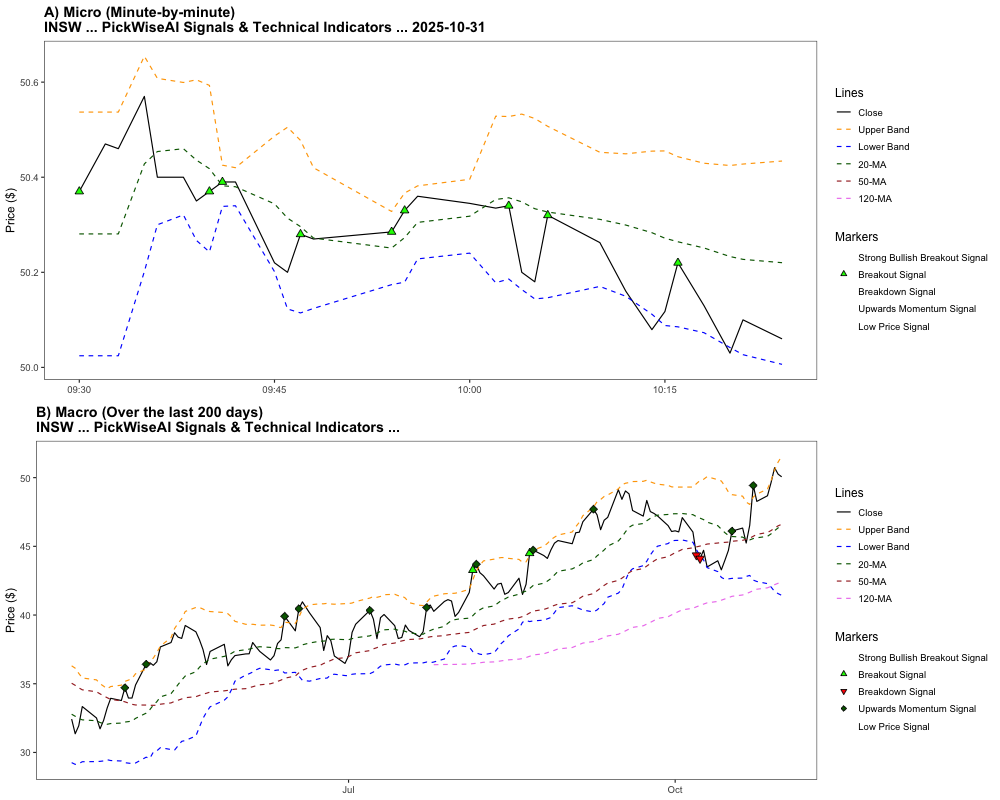 A) Micro (Minute-by-minute)
INSW ... PickWiseAI Signals & Technical Indicators ... 2025-10-31
Price ($)
50.6
50.4
50.2
50.0
09:30
09:45
10:00
10:15
Lines
Close
Upper Band
Lower Band
20-MA
50-MA
120-MA
Markers
Strong Bullish Breakout Signal
Breakout Signal
Breakdown Signal
Upwards Momentum Signal
Low Price Signal
B) Macro (Over the last 200 days)
INSW ... PickWiseAI Signals & Technical Indicators ...
Price ($)
50
45
40
35
30
Jul
Oct
Lines
Close
Upper Band
Lower Band
20-MA
50-MA
120-MA
Markers
Strong Bullish Breakout Signal
Breakout Signal
Breakdown Signal
Upwards Momentum Signal
Low Price Signal